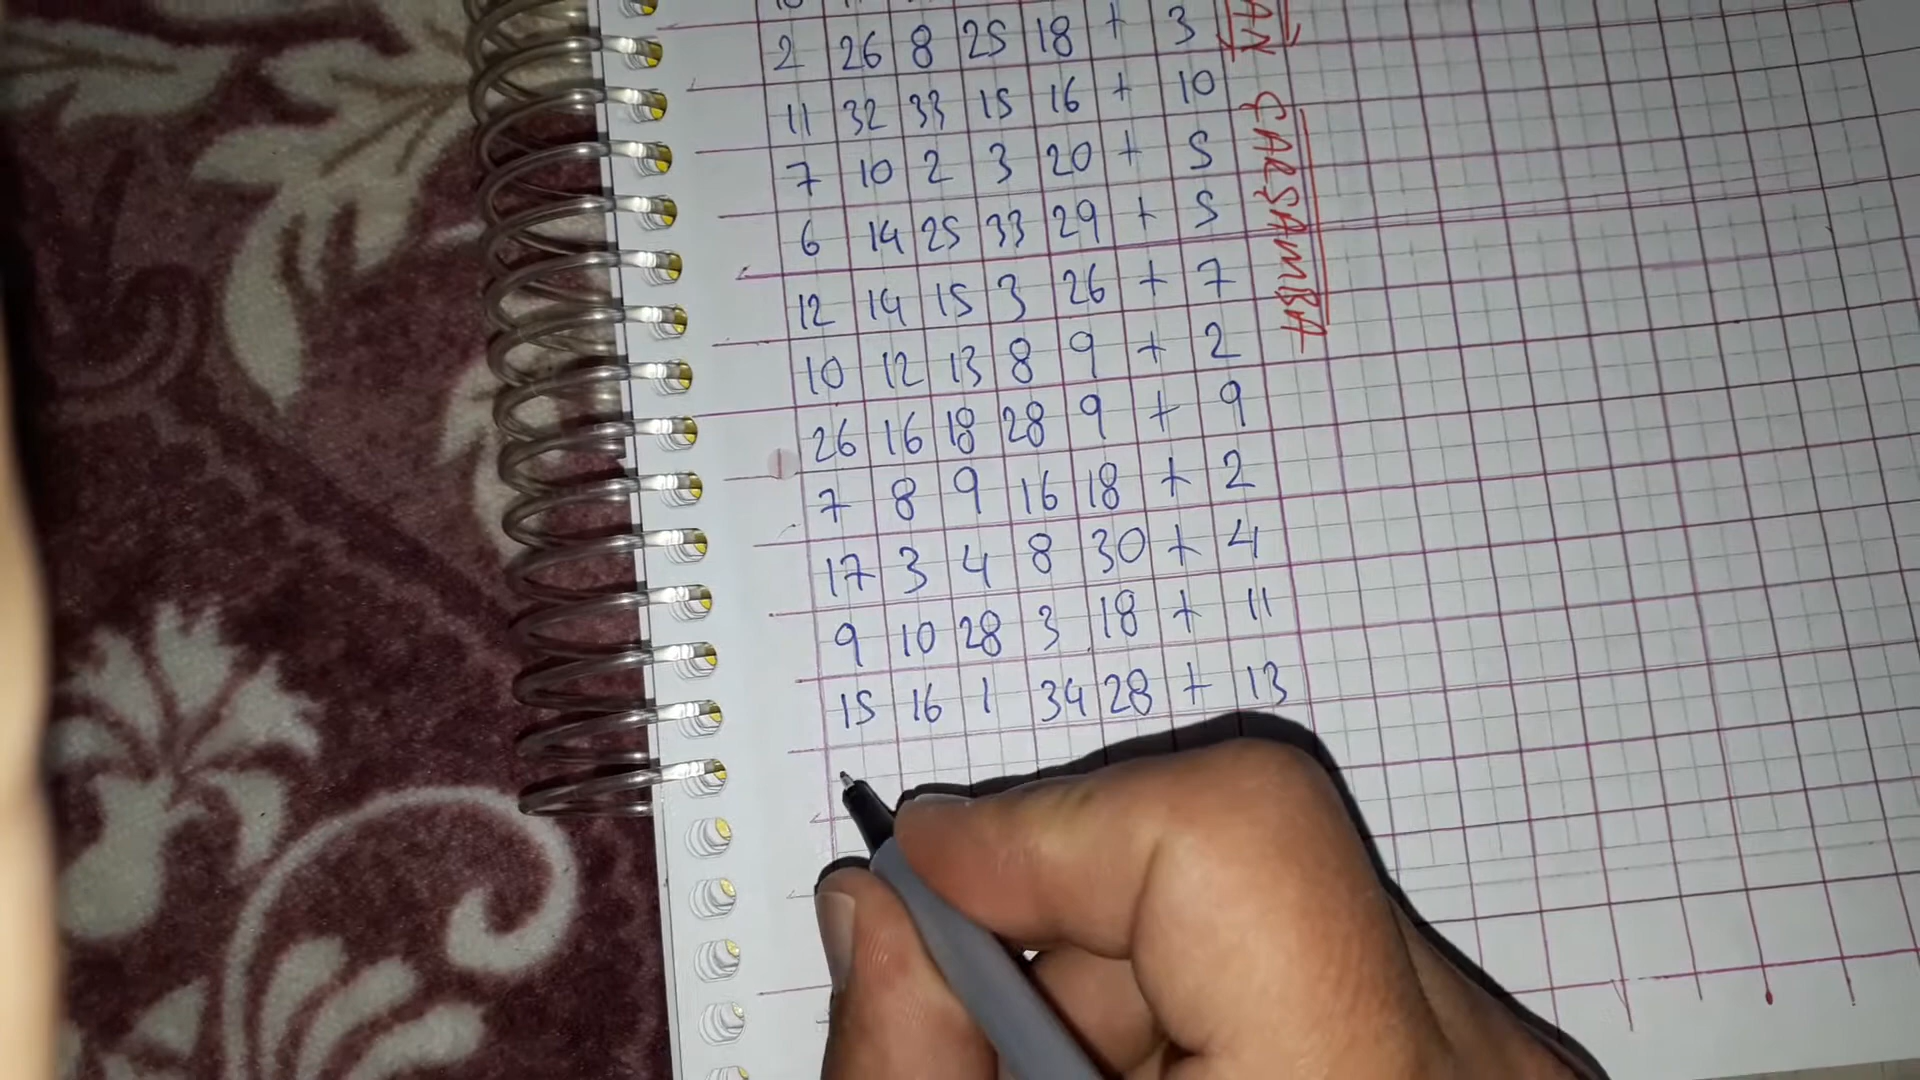 2 26 8 25 18 + 3
11 32 33 15 16 + 10
7 10 2 3 20 + 5
6 14 25 33 29 + 5
12 14 15 3 26 + 7
10 12 13 8 9 + 2
26 16 18 28 9 + 9
7 8 9 16 18 + 2
17 3 4 8 30 + 4
9 10 28 3 18 + 11
15 16 1 34 28 + 13
ÇARŞAMBA